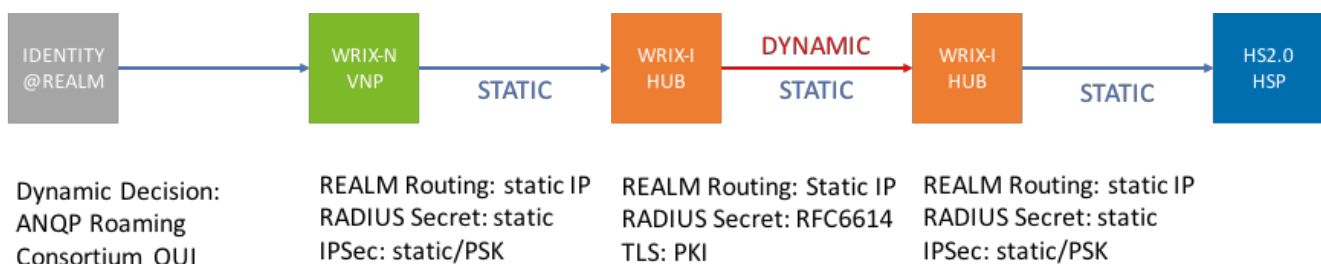 IDENTITY
@REALM
WRIX-N
VNP
STATIC
WRIX-I
HUB
DYNAMIC
STATIC
WRIX-I
HUB
STATIC
HS2.0
HSP
Dynamic Decision:
ANQP Roaming
Consortium OUI
REALM Routing: static IP
RADIUS Secret: static
IPSec: static/PSK
REALM Routing: Static IP
RADIUS Secret: RFC6614
TLS: PKI
REALM Routing: static IP
RADIUS Secret: static
IPSec: static/PSK